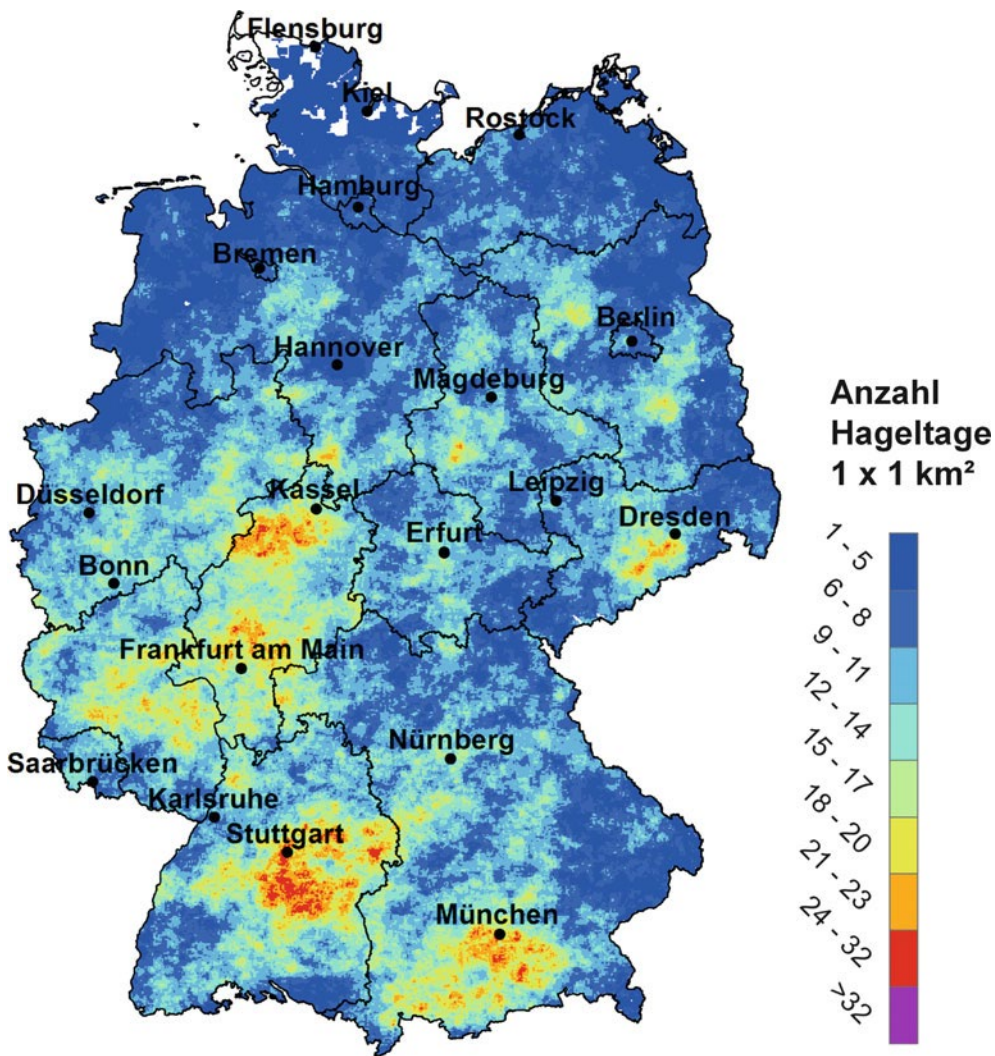 Flensburg
Kiel
Rostock
Hamburg
Bremen
Berlin
Hannover
Magdeburg
Anzahl
Hageltage
1 x 1 km²
Düsseldorf
Kassel
Leipzig
Erfurt
Dresden
Bonn
Frankfurt am Main
Nürnberg
Saarbrücken
Karlsruhe
Stuttgart
München
1 - 5
6 - 8
9 - 11
12 - 14
15 - 17
18 - 20
21 - 23
24 - 32
>32